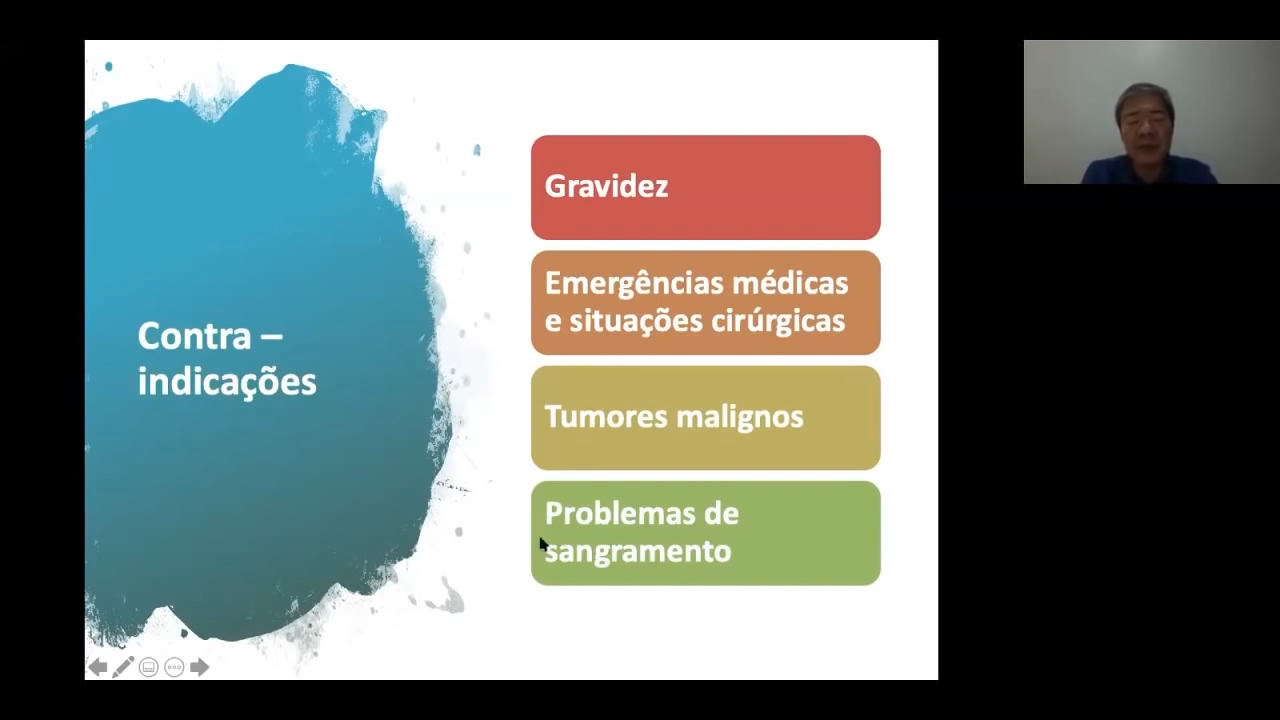 Contra –
indicações
Gravidez
Emergências médicas
e situações cirúrgicas
Tumores malignos
Problemas de
sangramento